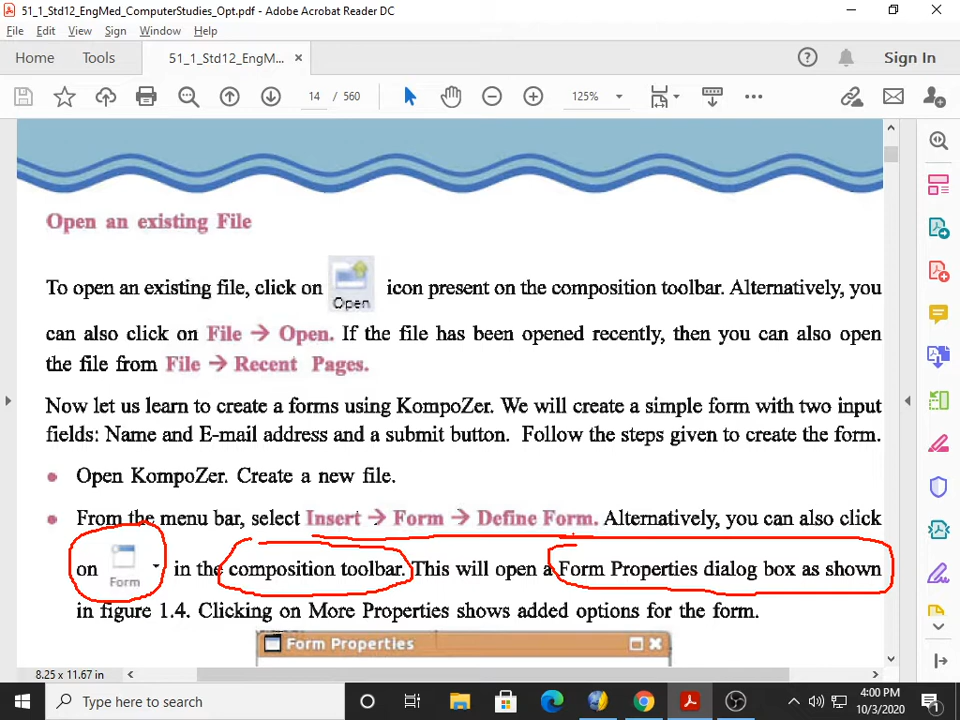 51_1_Std12_EngMed_ComputerStudies_Opt.pdf - Adobe Acrobat Reader DC
File Edit View Sign Window Help
Home Tools 51_1_Std12_EngM... × Sign In
14 / 560 125%
Open an existing File
To open an existing file, click on Open icon present on the composition toolbar. Alternatively, you
can also click on File → Open. If the file has been opened recently, then you can also open
the file from File → Recent Pages.
Now let us learn to create a forms using KompoZer. We will create a simple form with two input
fields: Name and E-mail address and a submit button. Follow the steps given to create the form.
• Open KompoZer. Create a new file.
• From the menu bar, select Insert → Form → Define Form. Alternatively, you can also click
on Form in the composition toolbar. This will open a Form Properties dialog box as shown
in figure 1.4. Clicking on More Properties shows added options for the form.
Form Properties
8.25 x 11.67 in
Type here to search
4:00 PM
10/3/2020
1